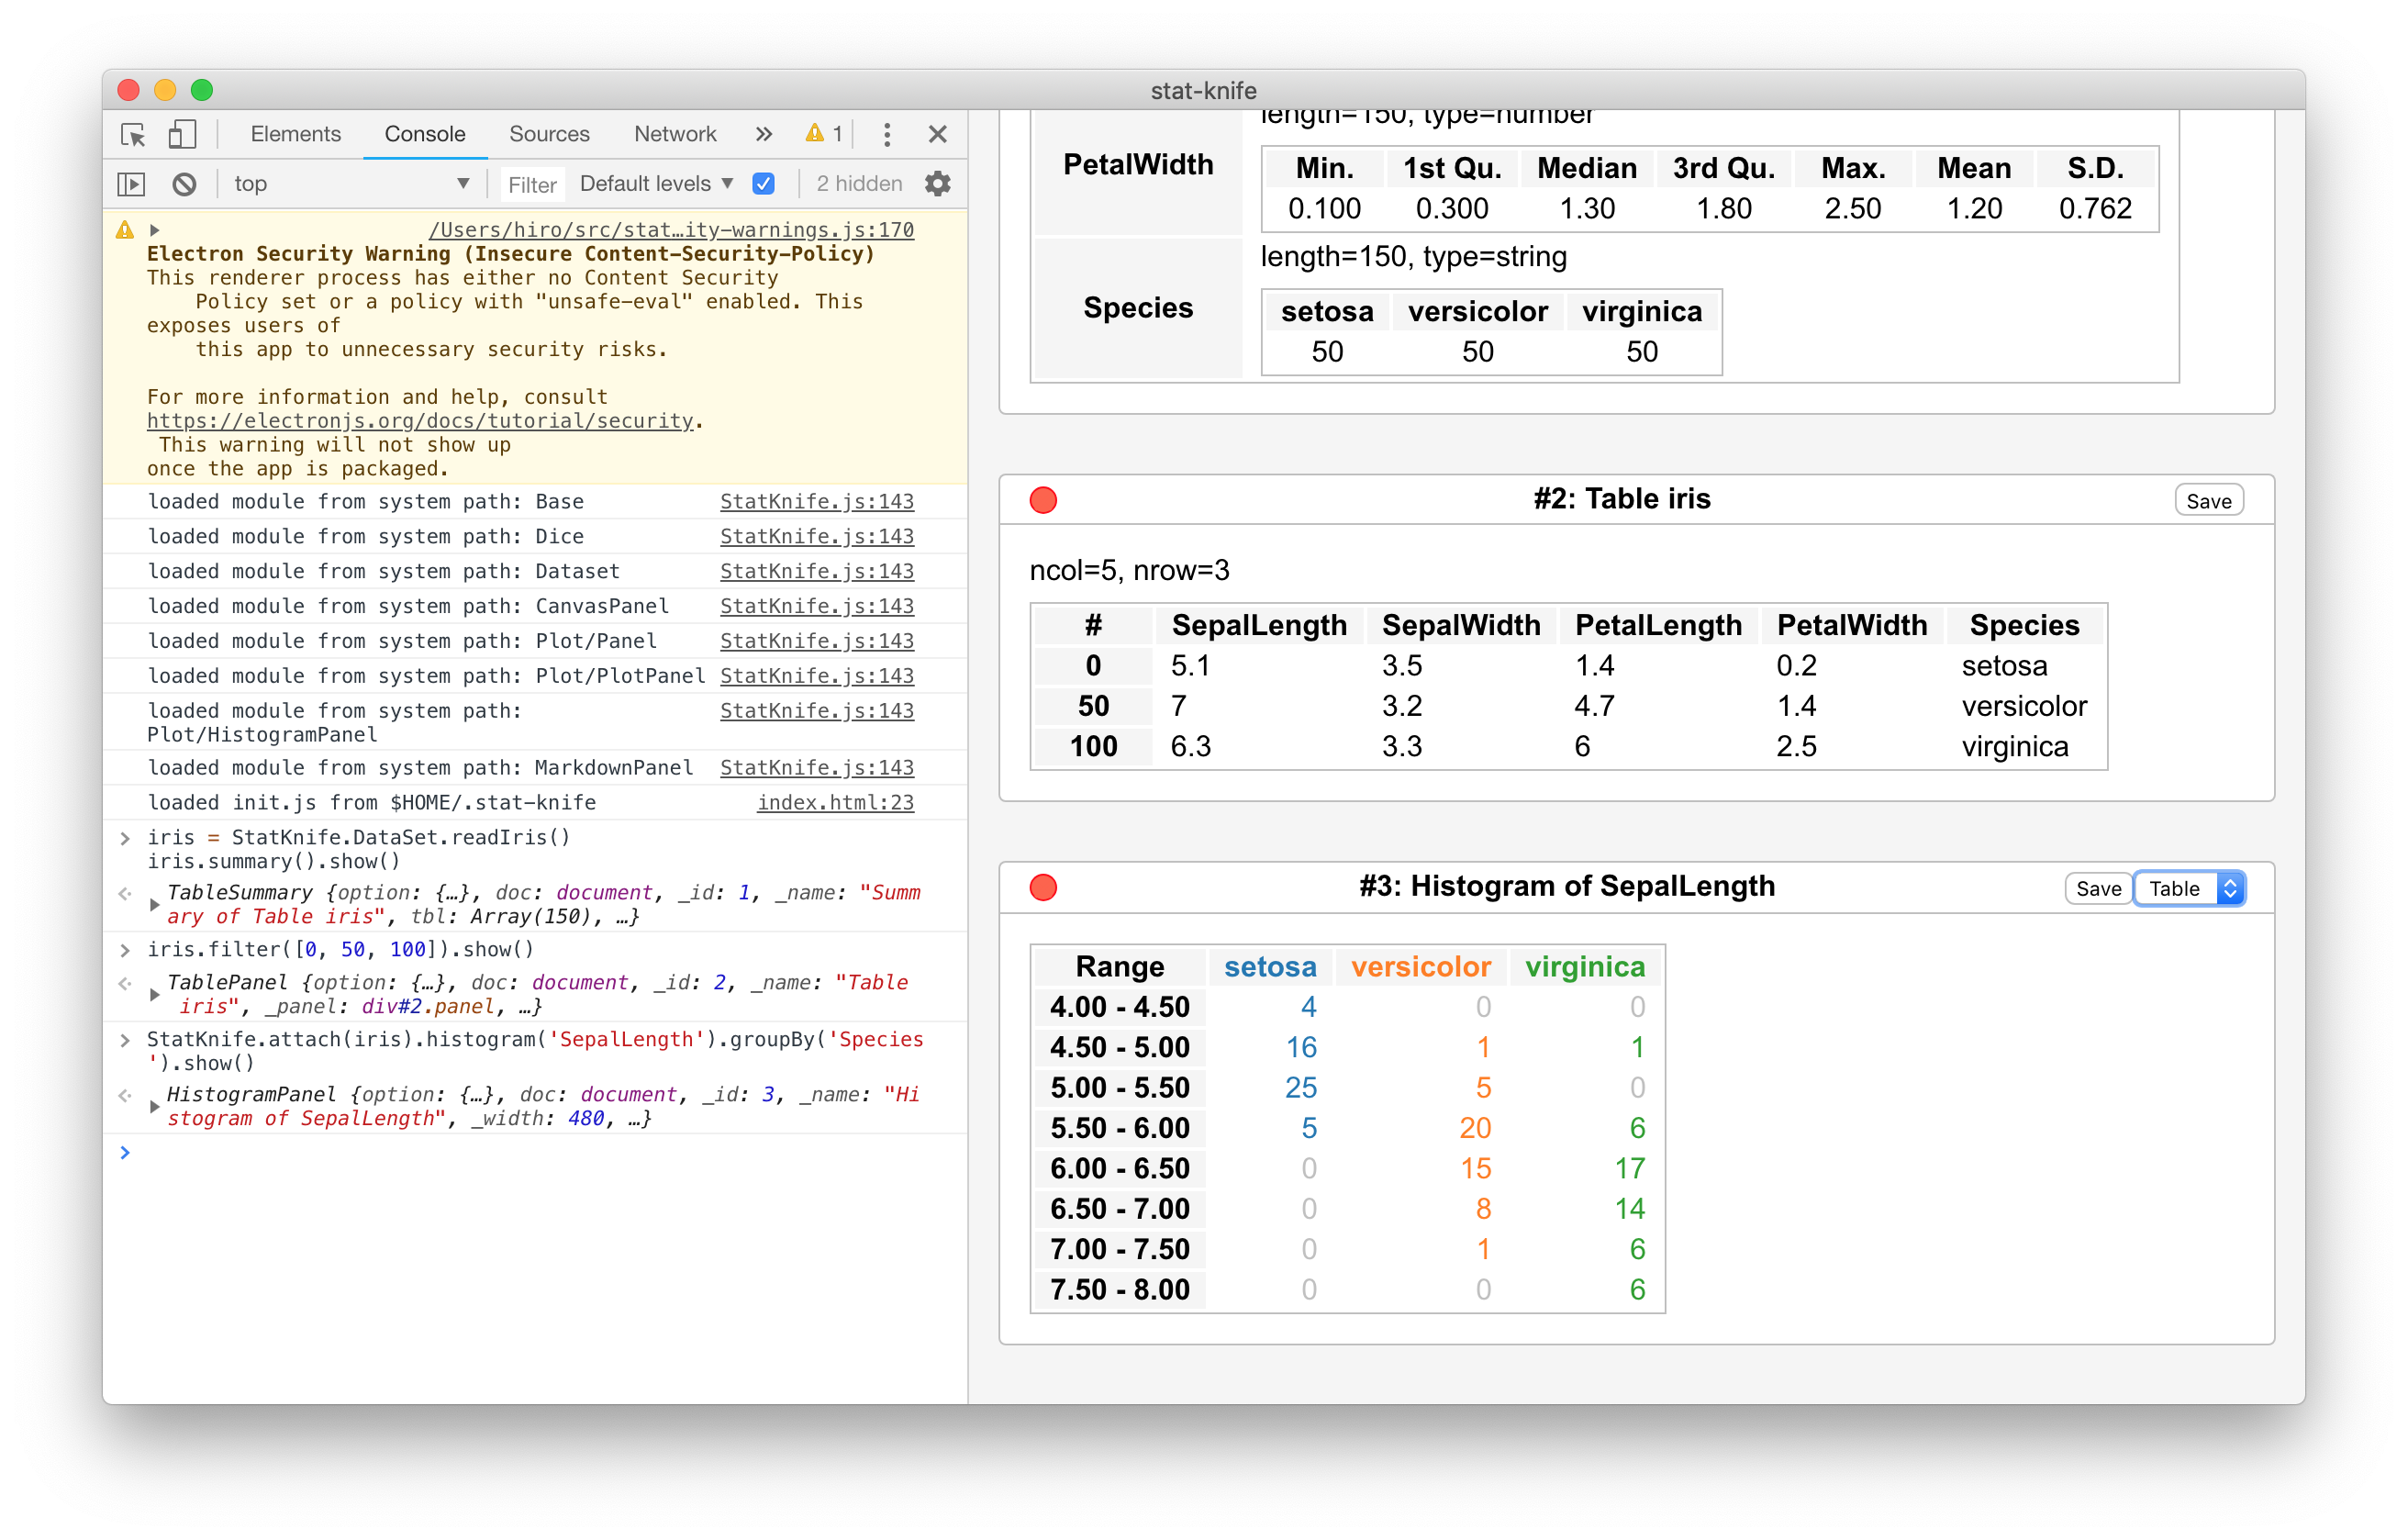 stat-knife
Elements Console Sources Network » 1
top Filter Default levels 2 hidden
/Users/hiro/src/stat…ity-warnings.js:170
Electron Security Warning (Insecure Content-Security-Policy)
This renderer process has either no Content Security
Policy set or a policy with "unsafe-eval" enabled. This
exposes users of
this app to unnecessary security risks.
For more information and help, consult
https://electronjs.org/docs/tutorial/security.
This warning will not show up
once the app is packaged.
loaded module from system path: Base StatKnife.js:143
loaded module from system path: Dice StatKnife.js:143
loaded module from system path: Dataset StatKnife.js:143
loaded module from system path: CanvasPanel StatKnife.js:143
loaded module from system path: Plot/Panel StatKnife.js:143
loaded module from system path: Plot/PlotPanel StatKnife.js:143
loaded module from system path: StatKnife.js:143
Plot/HistogramPanel
loaded module from system path: MarkdownPanel StatKnife.js:143
loaded init.js from $HOME/.stat-knife index.html:23
iris = StatKnife.DataSet.readIris()
iris.summary().show()
TableSummary {option: {…}, doc: document, _id: 1, _name: "Summ
ary of Table iris", tbl: Array(150), …}
iris.filter([0, 50, 100]).show()
TablePanel {option: {…}, doc: document, _id: 2, _name: "Table
iris", _panel: div#2.panel, …}
StatKnife.attach(iris).histogram('SepalLength').groupBy('Species
').show()
HistogramPanel {option: {…}, doc: document, _id: 3, _name: "Hi
stogram of SepalLength", _width: 480, …}
length=150, type=number
PetalWidth
Min. 1st Qu. Median 3rd Qu. Max. Mean S.D.
0.100 0.300 1.30 1.80 2.50 1.20 0.762
length=150, type=string
Species
setosa versicolor virginica
50 50 50
#2: Table iris Save
ncol=5, nrow=3
# SepalLength SepalWidth PetalLength PetalWidth Species
0 5.1 3.5 1.4 0.2 setosa
50 7 3.2 4.7 1.4 versicolor
100 6.3 3.3 6 2.5 virginica
#3: Histogram of SepalLength Save Table
Range setosa versicolor virginica
4.00 - 4.50 4 0 0
4.50 - 5.00 16 1 1
5.00 - 5.50 25 5 0
5.50 - 6.00 5 20 6
6.00 - 6.50 0 15 17
6.50 - 7.00 0 8 14
7.00 - 7.50 0 1 6
7.50 - 8.00 0 0 6